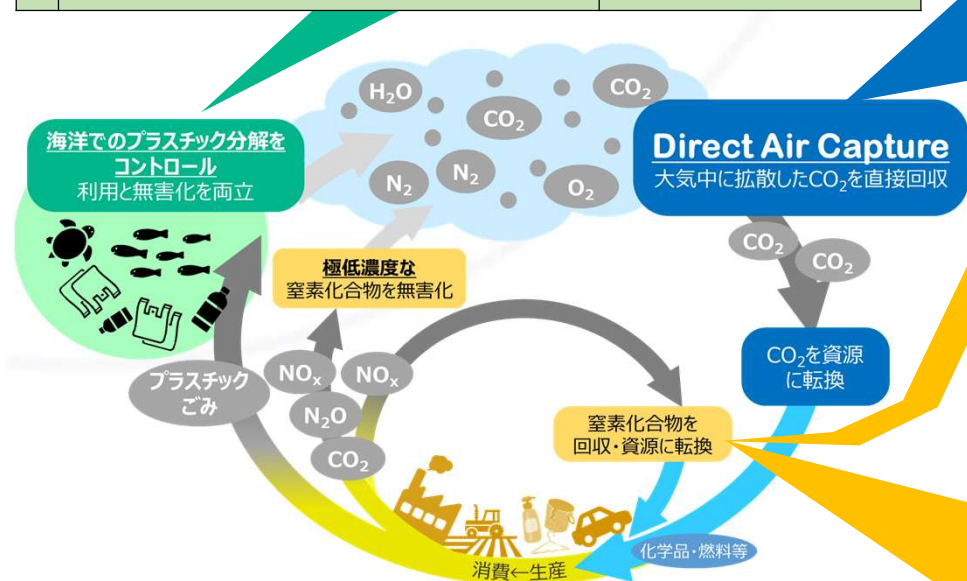 H₂O
CO₂
CO₂
N₂
N₂
O₂
海洋でのプラスチック分解を
コントロール
利用と無害化を両立
Direct Air Capture
大気中に拡散したCO₂を直接回収
CO₂
CO₂
極低濃度な
窒素化合物を無害化
プラスチック
ごみ
NOₓ
NOₓ
N₂O
CO₂
CO₂を資源
に転換
窒素化合物を
回収・資源に転換
化学品・燃料等
消費←生産